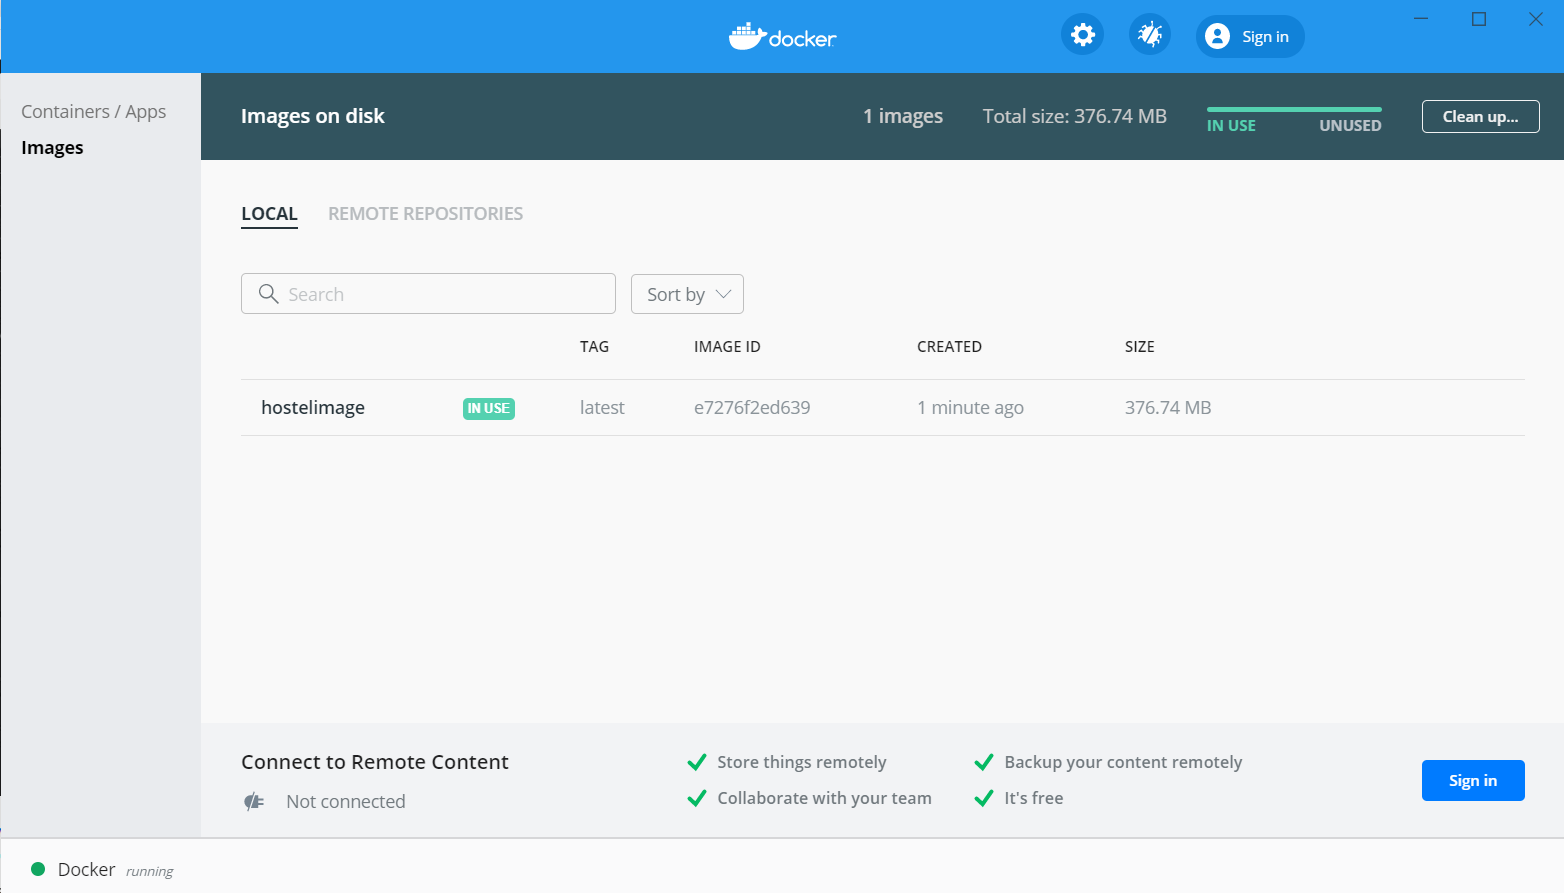 docker
Sign in
Containers / Apps
Images
Images on disk
1 images
Total size: 376.74 MB
IN USE
UNUSED
Clean up...
LOCAL
REMOTE REPOSITORIES
Search
Sort by
TAG
IMAGE ID
CREATED
SIZE
hostelimage
IN USE
latest
e7276f2ed639
1 minute ago
376.74 MB
Connect to Remote Content
Not connected
Store things remotely
Collaborate with your team
Backup your content remotely
It's free
Sign in
Docker running